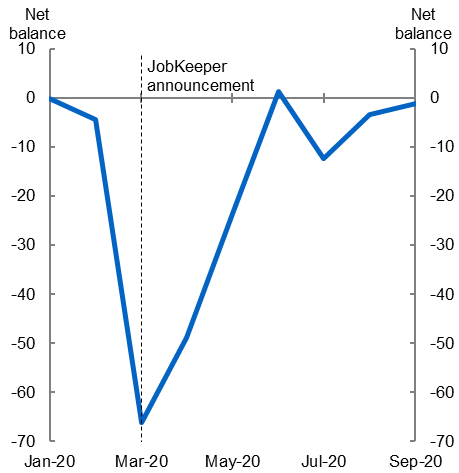 Net
balance
Net
balance
10
10
JobKeeper
announcement
0
0
-10
-10
-20
-20
-30
-30
-40
-40
-50
-50
-60
-60
-70
-70
Jan-20
Mar-20
May-20
Jul-20
Sep-20